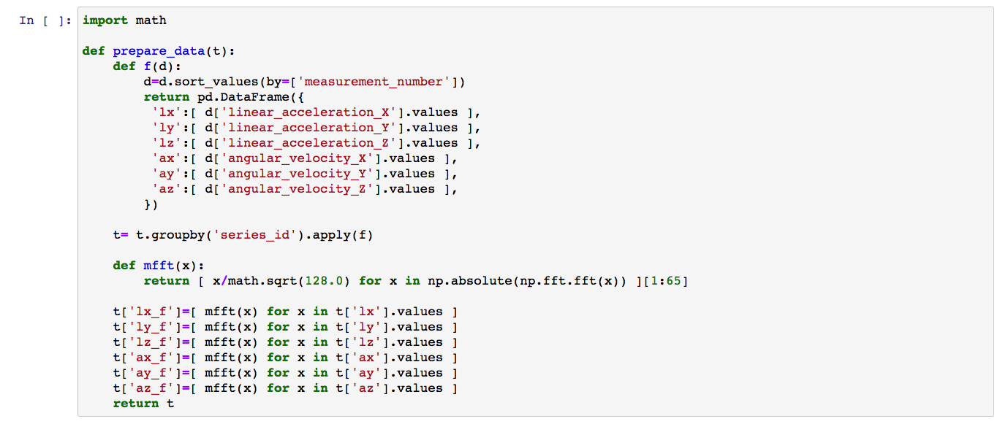 In [ ]: import math
def prepare_data(t):
    def f(d):
        d=d.sort_values(by=['measurement_number'])
        return pd.DataFrame({
         'lx':[ d['linear_acceleration_X'].values ],
         'ly':[ d['linear_acceleration_Y'].values ],
         'lz':[ d['linear_acceleration_Z'].values ],
         'ax':[ d['angular_velocity_X'].values ],
         'ay':[ d['angular_velocity_Y'].values ],
         'az':[ d['angular_velocity_Z'].values ],
        })
    t= t.groupby('series_id').apply(f)
    def mfft(x):
        return [ x/math.sqrt(128.0) for x in np.absolute(np.fft.fft(x)) ][1:65]
    t['lx_f']=[ mfft(x) for x in t['lx'].values ]
    t['ly_f']=[ mfft(x) for x in t['ly'].values ]
    t['lz_f']=[ mfft(x) for x in t['lz'].values ]
    t['ax_f']=[ mfft(x) for x in t['ax'].values ]
    t['ay_f']=[ mfft(x) for x in t['ay'].values ]
    t['az_f']=[ mfft(x) for x in t['az'].values ]
    return t